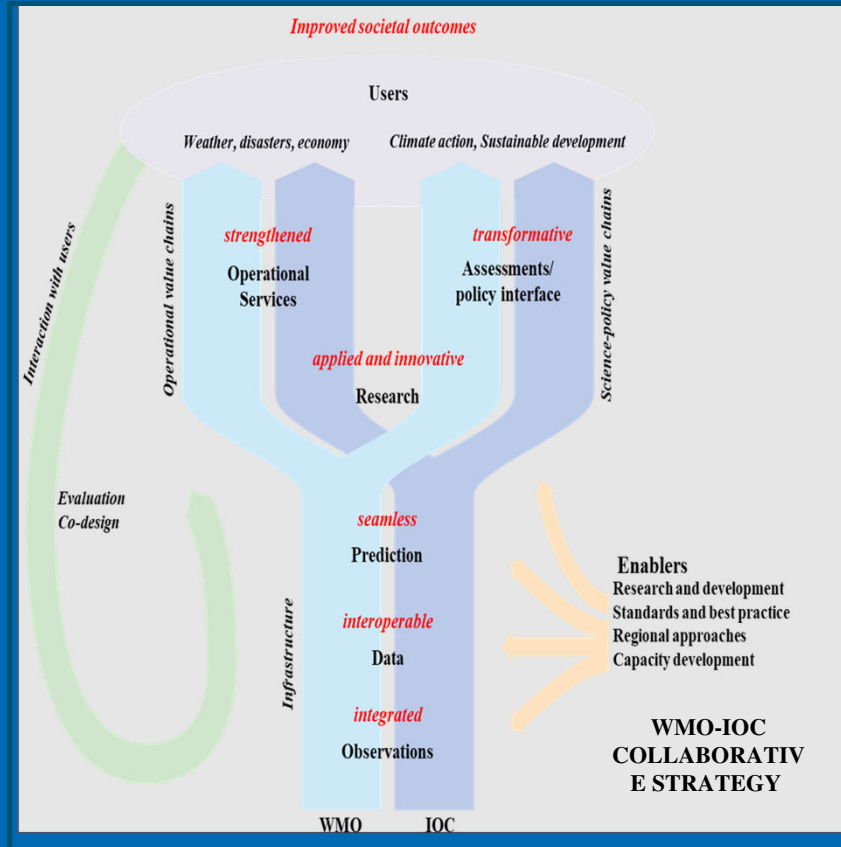 Improved societal outcomes
Users
Weather, disasters, economy
Climate action, Sustainable development
Interaction with users
Operational value chains
strengthened
Operational
Services
transformative
Assessments/
policy interface
Science-policy value chains
applied and innovative
Research
Evaluation
Co-design
seamless
Prediction
Infrastructure
interoperable
Data
integrated
Observations
Enablers
Research and development
Standards and best practice
Regional approaches
Capacity development
WMO-IOC
COLLABORATIV
E STRATEGY
WMO
IOC